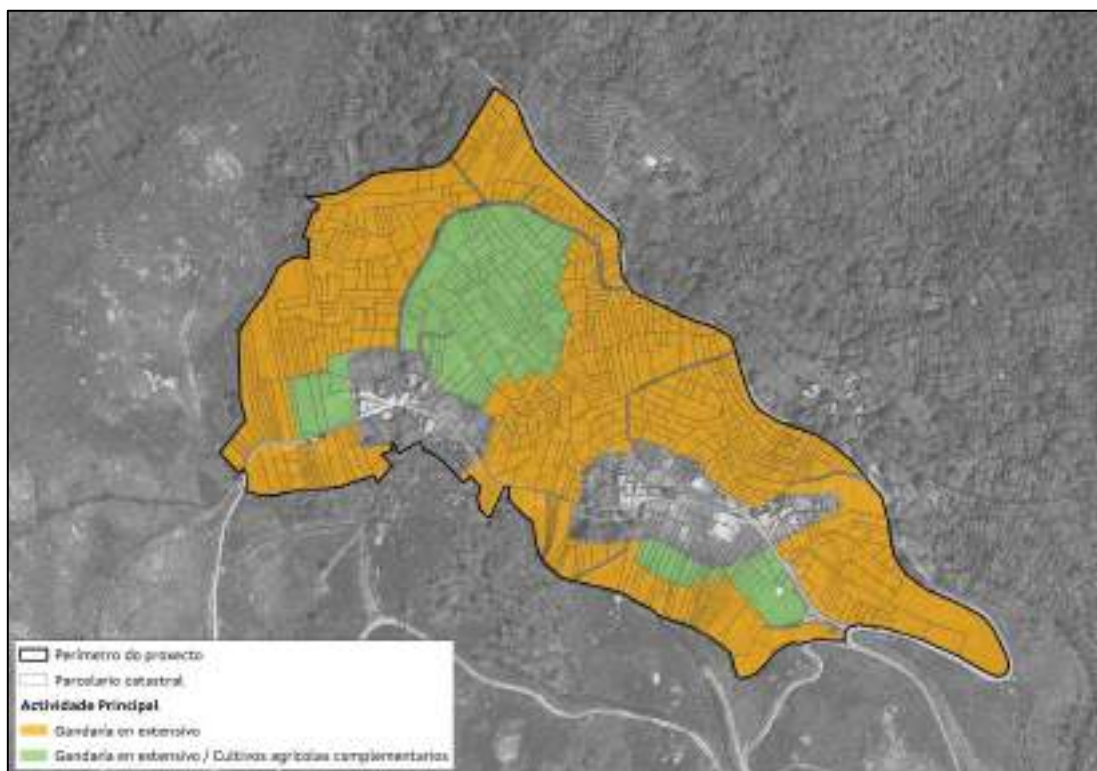 Perímetro do proxecto
Parcelario catastral
Actividade Principal
Gandaría en extensivo
Gandaría en extensivo / Cultivos agrícolas complementarios